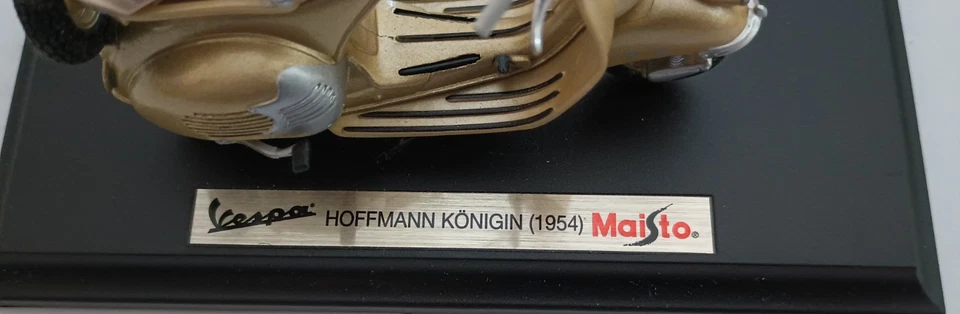 Vespa HOFFMANN KÖNIGIN (1954) Maisto®